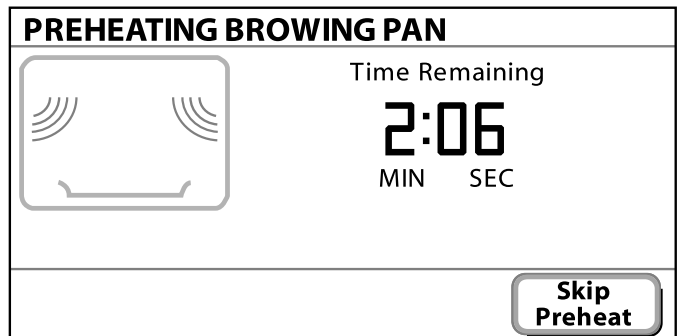 PREHEATING BROWING PAN
Time Remaining
2:06
MIN SEC
Skip
Preheat